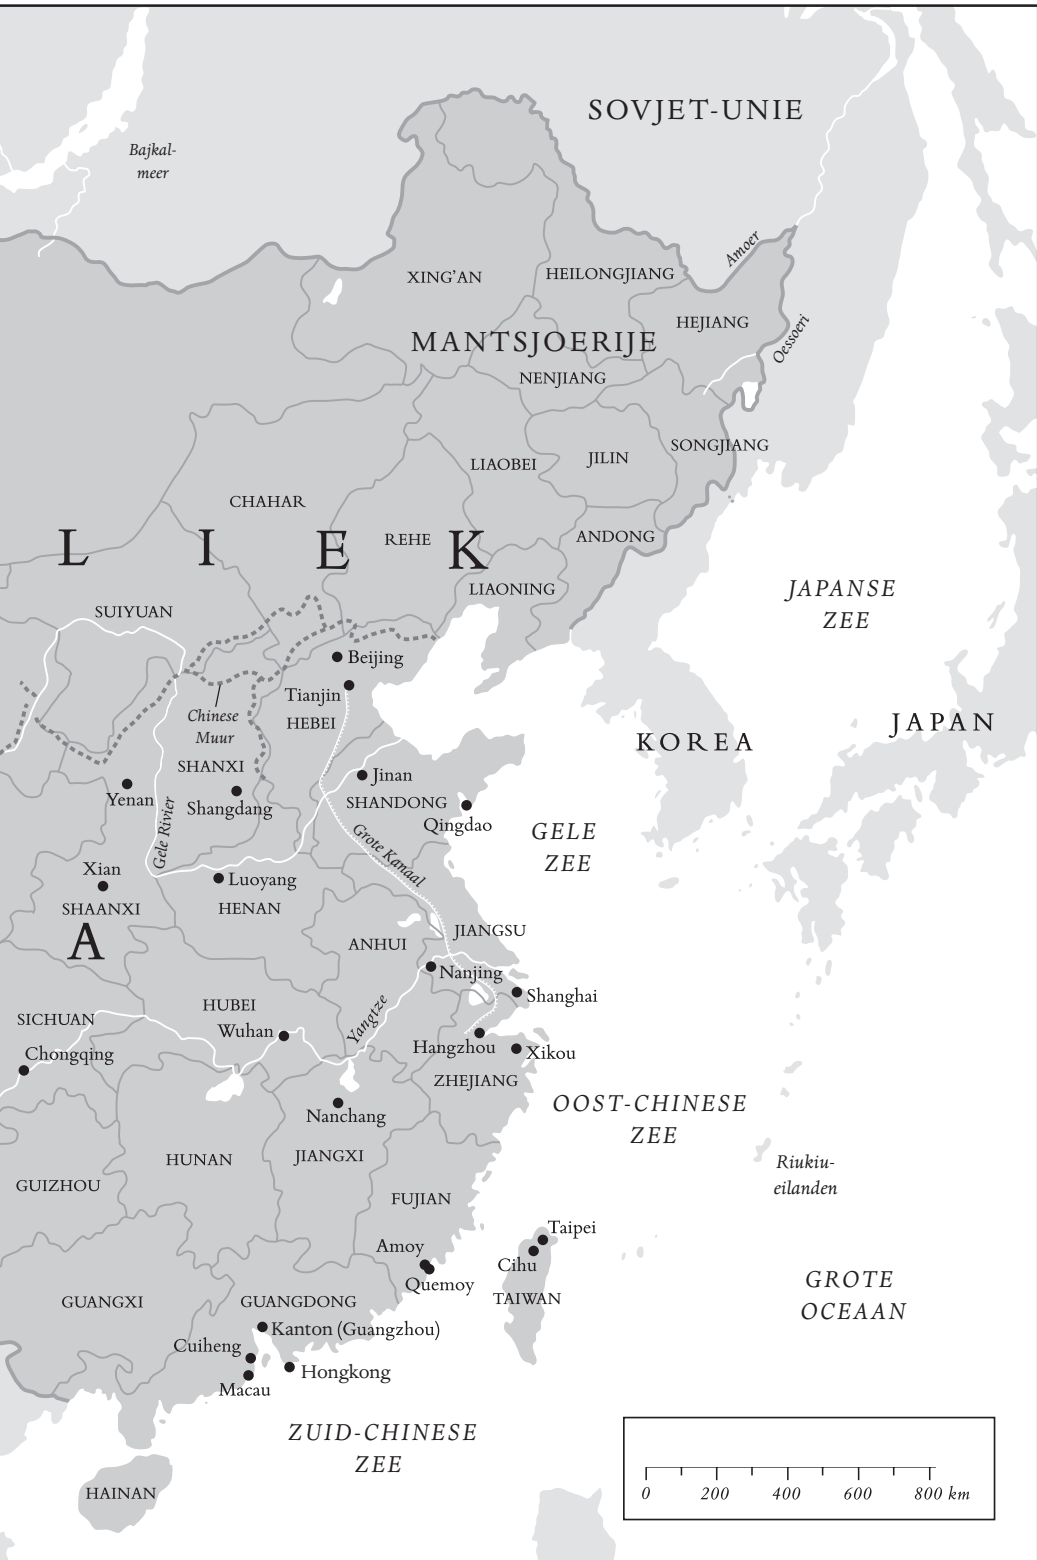 SOVJET-UNIE
Bajkal-
meer
Amoer
XING’AN
HEILONGJIANG
HEJIANG
Oessoeri
MANTSJOERIJE
NENJIANG
SONGJIANG
LIAOBEI
JILIN
CHAHAR
REHE
ANDONG
L I E K
LIAONING
JAPANSE
ZEE
SUIYUAN
Beijing
Tianjin
Chinese
Muur
HEBEI
JAPAN
KOREA
SHANXI
Jinan
Yenan
Shangdang
SHANDONG
Qingdao
GELE
ZEE
Gele Rivier
Grote Kanaal
Xian
Luoyang
SHAANXI
HENAN
A
ANHUI
JIANGSU
Nanjing
Shanghai
HUBEI
SICHUAN
Wuhan
Yangtze
Chongqing
Hangzhou
Xikou
ZHEJIANG
OOST-CHINESE
ZEE
Nanchang
HUNAN
JIANGXI
Riukiu-
eilanden
GUIZHOU
FUJIAN
Taipei
Amoy
Cihu
Quemoy
TAIWAN
GROTE
OCEAAN
GUANGXI
GUANGDONG
Kanton (Guangzhou)
Cuiheng
Hongkong
Macau
ZUID-CHINESE
ZEE
HAINAN
0 200 400 600 800 km